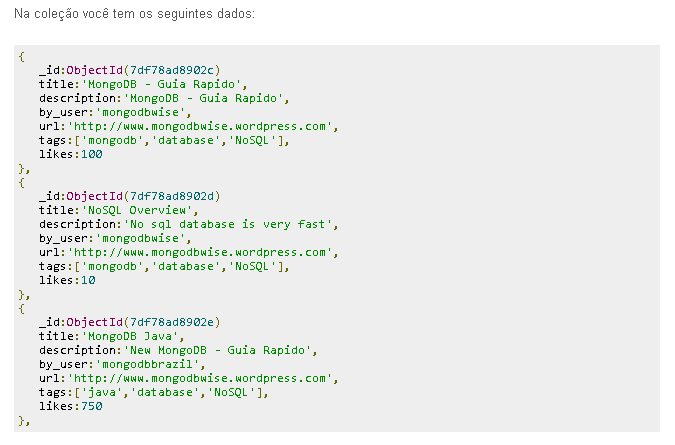 Na coleção você tem os seguintes dados:
{
_id:ObjectId(7df78ad8902c)
title:'MongoDB - Guia Rapido',
description:'MongoDB - Guia Rapido',
by_user:'mongodbwise',
url:'http://www.mongodbwise.wordpress.com',
tags:['mongodb','database','NoSQL'],
likes:100
},
{
_id:ObjectId(7df78ad8902d)
title:'NoSQL Overview',
description:'No sql database is very fast',
by_user:'mongodbwise',
url:'http://www.mongodbwise.wordpress.com',
tags:['mongodb','database','NoSQL'],
likes:10
},
{
_id:ObjectId(7df78ad8902e)
title:'MongoDB Java',
description:'New MongoDB - Guia Rapido',
by_user:'mongodbbrazil',
url:'http://www.mongodbwise.wordpress.com',
tags:['java','database','NoSQL'],
likes:750
},